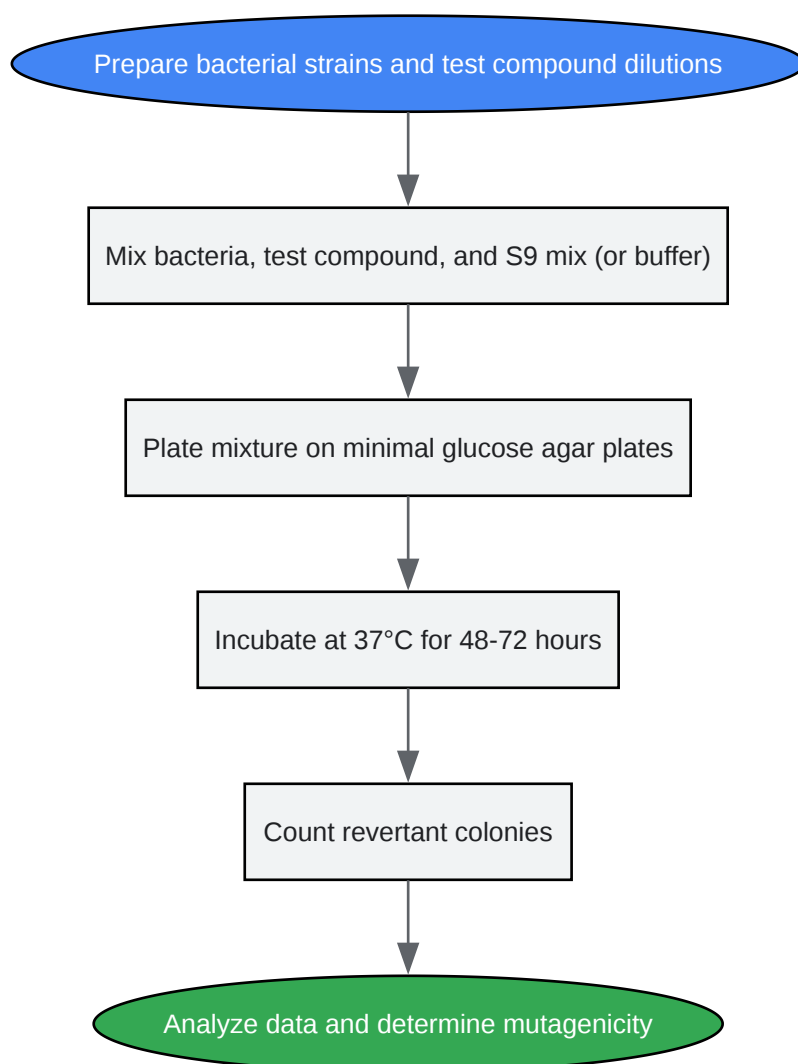 Prepare bacterial strains and test compound dilutions
Mix bacteria, test compound, and S9 mix (or buffer)
Plate mixture on minimal glucose agar plates
Incubate at 37°C for 48-72 hours
Count revertant colonies
Analyze data and determine mutagenicity